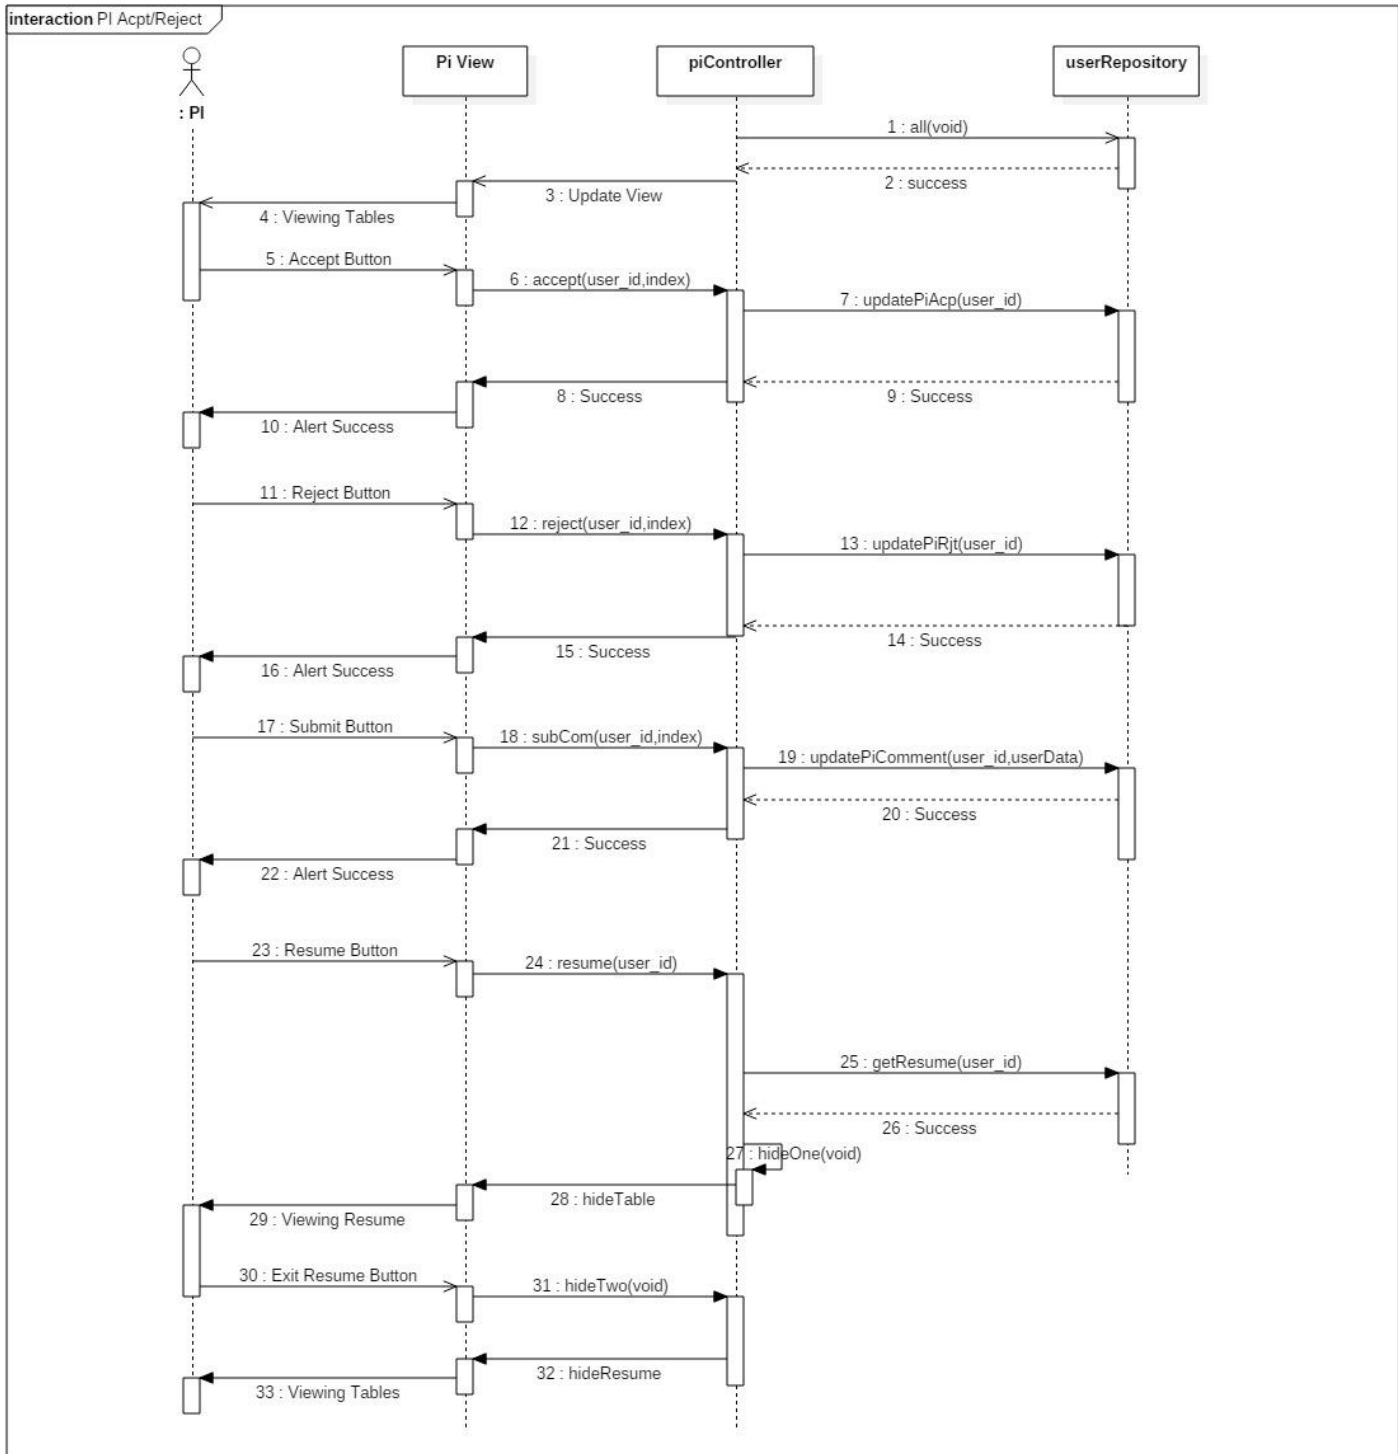 interaction PI Acpt/Reject
: PI
Pi View
piController
userRepository
1 : all(void)
2 : success
3 : Update View
4 : Viewing Tables
5 : Accept Button
6 : accept(user_id,index)
7 : updatePiAcp(user_id)
8 : Success
9 : Success
10 : Alert Success
11 : Reject Button
12 : reject(user_id,index)
13 : updatePiRjt(user_id)
14 : Success
15 : Success
16 : Alert Success
17 : Submit Button
18 : subCom(user_id,index)
19 : updatePiComment(user_id,userData)
20 : Success
21 : Success
22 : Alert Success
23 : Resume Button
24 : resume(user_id)
25 : getResume(user_id)
26 : Success
27 : hideOne(void)
28 : hideTable
29 : Viewing Resume
30 : Exit Resume Button
31 : hideTwo(void)
32 : hideResume
33 : Viewing Tables